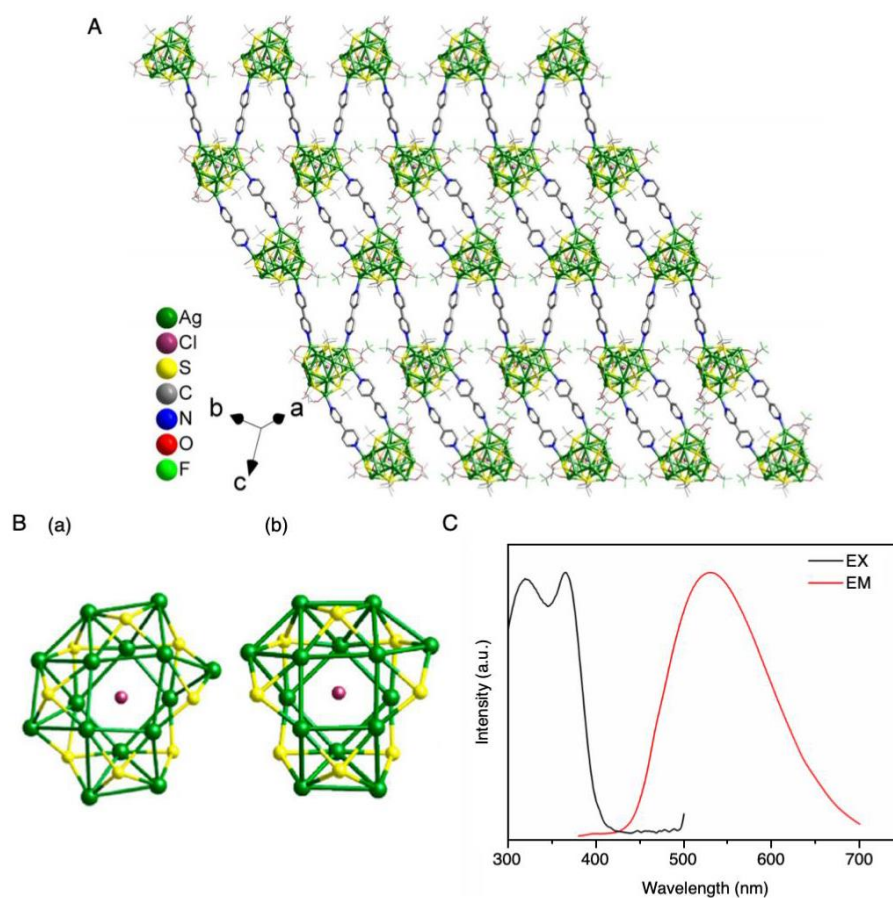 A
Ag
Cl
S
C
N
O
F
b
a
c
B (a) (b)
C
EX
EM
Intensity (a.u.)
300 400 500 600 700
Wavelength (nm)